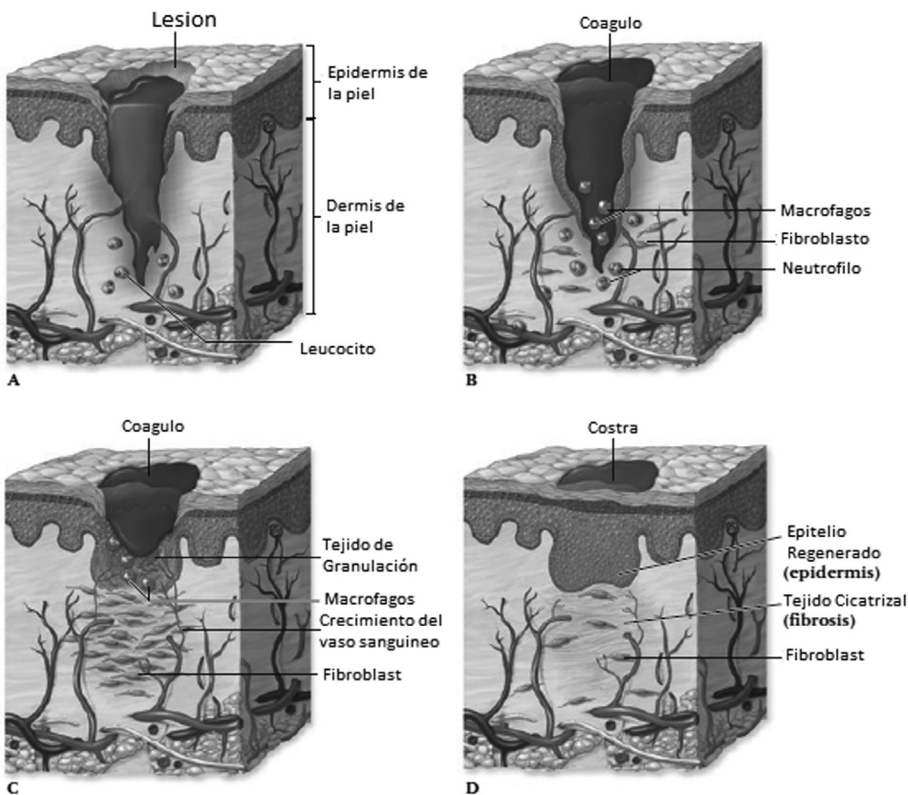 Lesion
Epidermis de
la piel
Dermis de
la piel
Leucocito
A
Coagulo
Macrofagos
Fibroblasto
Neutrofilo
B
Coagulo
Tejido de
Granulación
Macrofagos
Crecimiento del
vaso sanguineo
Fibroblast
C
Costra
Epitelio
Regenerado
(epidermis)
Tejido Cicatrizal
(fibrosis)
Fibroblast
D